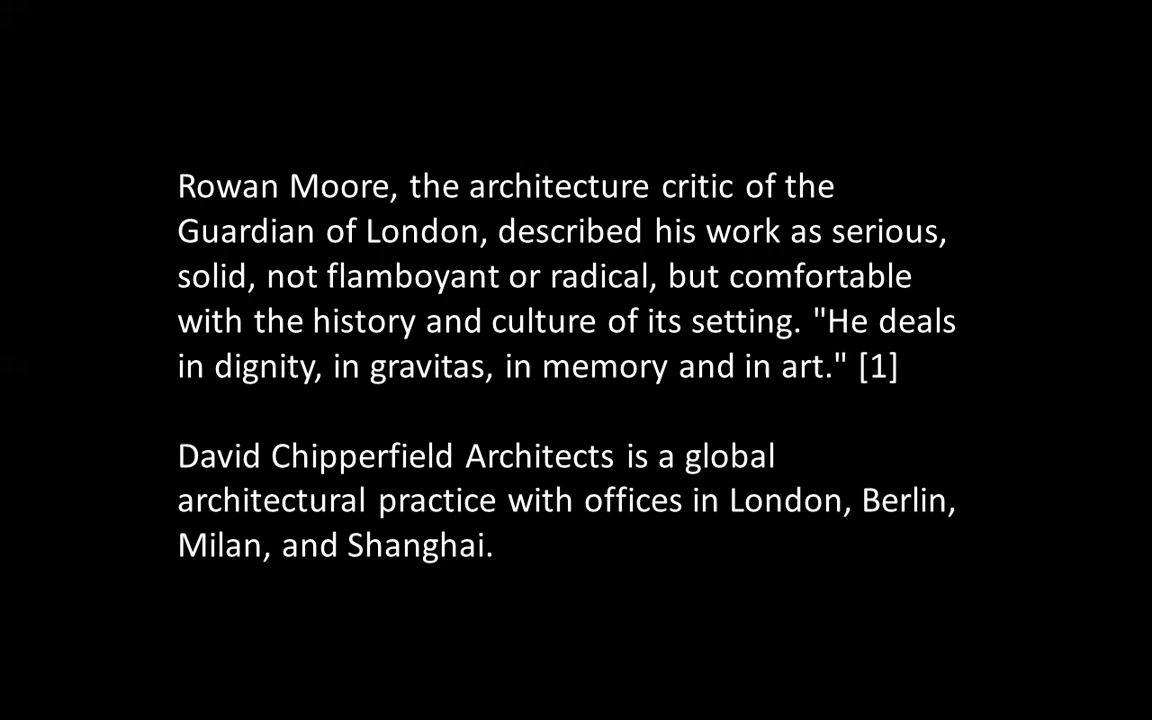 Rowan Moore, the architecture critic of the
Guardian of London, described his work as serious,
solid, not flamboyant or radical, but comfortable
with the history and culture of its setting. "He deals
in dignity, in gravitas, in memory and in art." [1]
David Chipperfield Architects is a global
architectural practice with offices in London, Berlin,
Milan, and Shanghai.